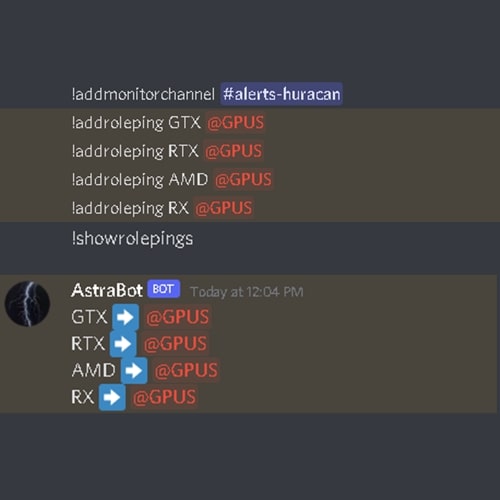 !addmonitorchannel #alerts-huracan
!addroleping GTX @GPUS
!addroleping RTX @GPUS
!addroleping AMD @GPUS
!addroleping RX @GPUS
!showrolepings
AstraBot BOT Today at 12:04 PM
GTX ➡ @GPUS
RTX ➡ @GPUS
AMD ➡ @GPUS
RX ➡ @GPUS